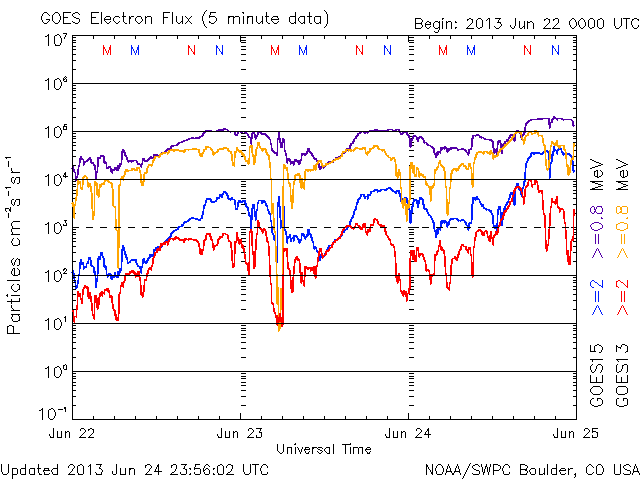 GOES Electron Flux (5 minute data)
Begin: 2013 Jun 22 0000 UTC
10⁷
M M N N M M N N M M N N
10⁶
10⁵
10⁴
10³
10²
10¹
10⁰
10⁻¹
Particles cm⁻²s⁻¹sr⁻¹
GOES15 >=2 >=0.8 MeV
GOES13 >=2 >=0.8 MeV
Jun 22 Jun 23 Jun 24 Jun 25
Universal Time
Updated 2013 Jun 24 23:56:02 UTC
NOAA/SWPC Boulder, CO USA